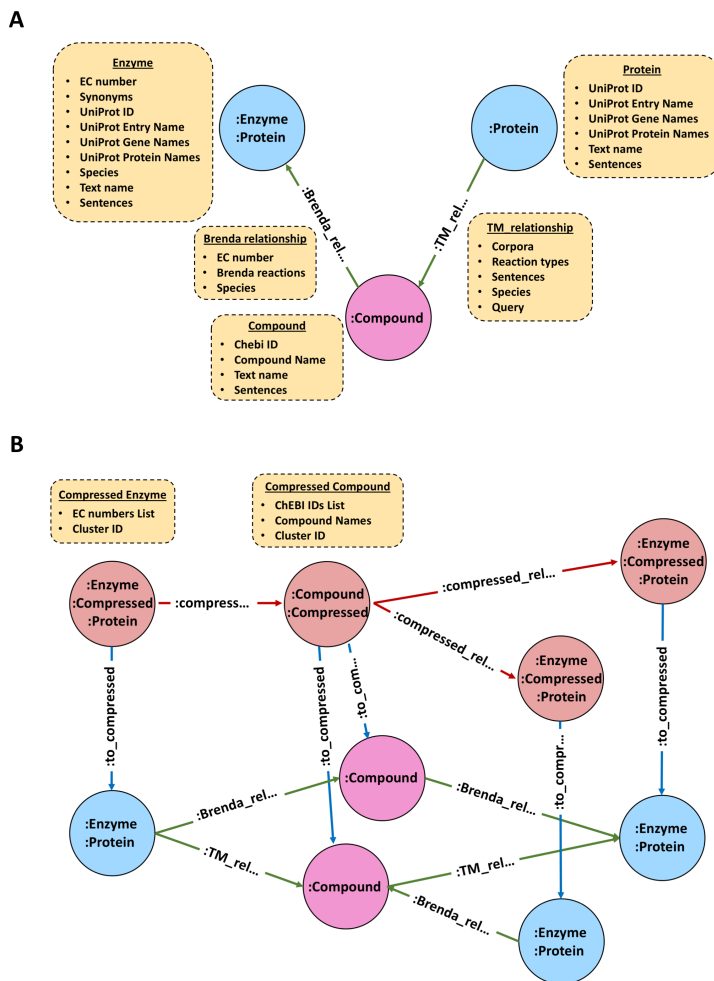 A
Enzyme
• EC number
• Synonyms
• UniProt ID
• UniProt Entry Name
• UniProt Gene Names
• UniProt Protein Names
• Species
• Text name
• Sentences
:Enzyme
:Protein
:Protein
Protein
• UniProt ID
• UniProt Entry Name
• UniProt Gene Names
• UniProt Protein Names
• Text name
• Sentences
:Brenda_rel...
:TM_rel...
Brenda relationship
• EC number
• Brenda reactions
• Species
TM_relationship
• Corpora
• Reaction types
• Sentences
• Species
• Query
Compound
• Chebi ID
• Compound Name
• Text name
• Sentences
:Compound
B
Compressed Enzyme
• EC numbers List
• Cluster ID
Compressed Compound
• ChEBI IDs List
• Compound Names
• Cluster ID
:Enzyme
:Compressed
:Protein
:compress...
:Compound
:Compressed
:compressed_rel...
:Enzyme
:Compressed
:Protein
:compressed_rel...
:Enzyme
:Compressed
:Protein
:to_compressed
:to_compressed
:to_com...
:to_compr...
:to_compressed
:Enzyme
:Protein
:Brenda_rel...
:Compound
:Brenda_rel...
:Enzyme
:Protein
:TM_rel...
:Compound
:TM_rel...
:Brenda_rel...
:Enzyme
:Protein